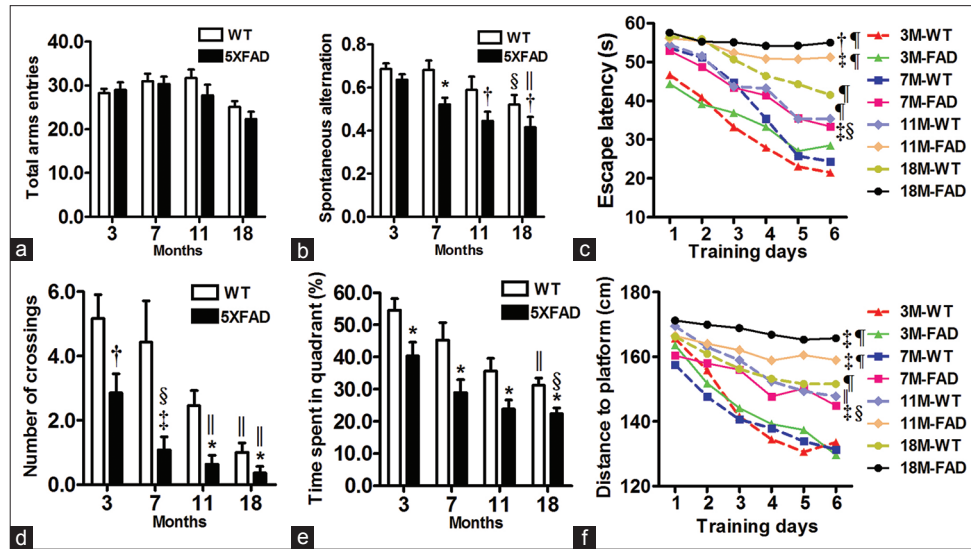 WT
5XFAD
Total arms entries
40.0
30.0
20.0
10.0
0.0
3 7 11 18
Months
a
WT
5XFAD
Spontaneous alternation
0.8
0.6
0.4
0.2
0.0
* † § ‖ †
3 7 11 18
Months
b
Escape latency (s)
60
50
40
30
20
10
† ¶
‡ ¶
¶
¶
‡§
1 2 3 4 5 6
Training days
c
3M-WT
3M-FAD
7M-WT
7M-FAD
11M-WT
11M-FAD
18M-WT
18M-FAD
WT
5XFAD
Number of crossings
6.0
4.0
2.0
0.0
† § ‡ ‖ * ‖ ‖ *
3 7 11 18
Months
d
WT
5XFAD
Time spent in quadrant (%)
60.0
50.0
40.0
30.0
20.0
10.0
0.0
* * * ‖ § *
3 7 11 18
Months
e
Distance to platform (cm)
180
160
140
120
‡ ¶
‡ ¶
¶
‖
‡ §
1 2 3 4 5 6
Training days
f
3M-WT
3M-FAD
7M-WT
7M-FAD
11M-WT
11M-FAD
18M-WT
18M-FAD